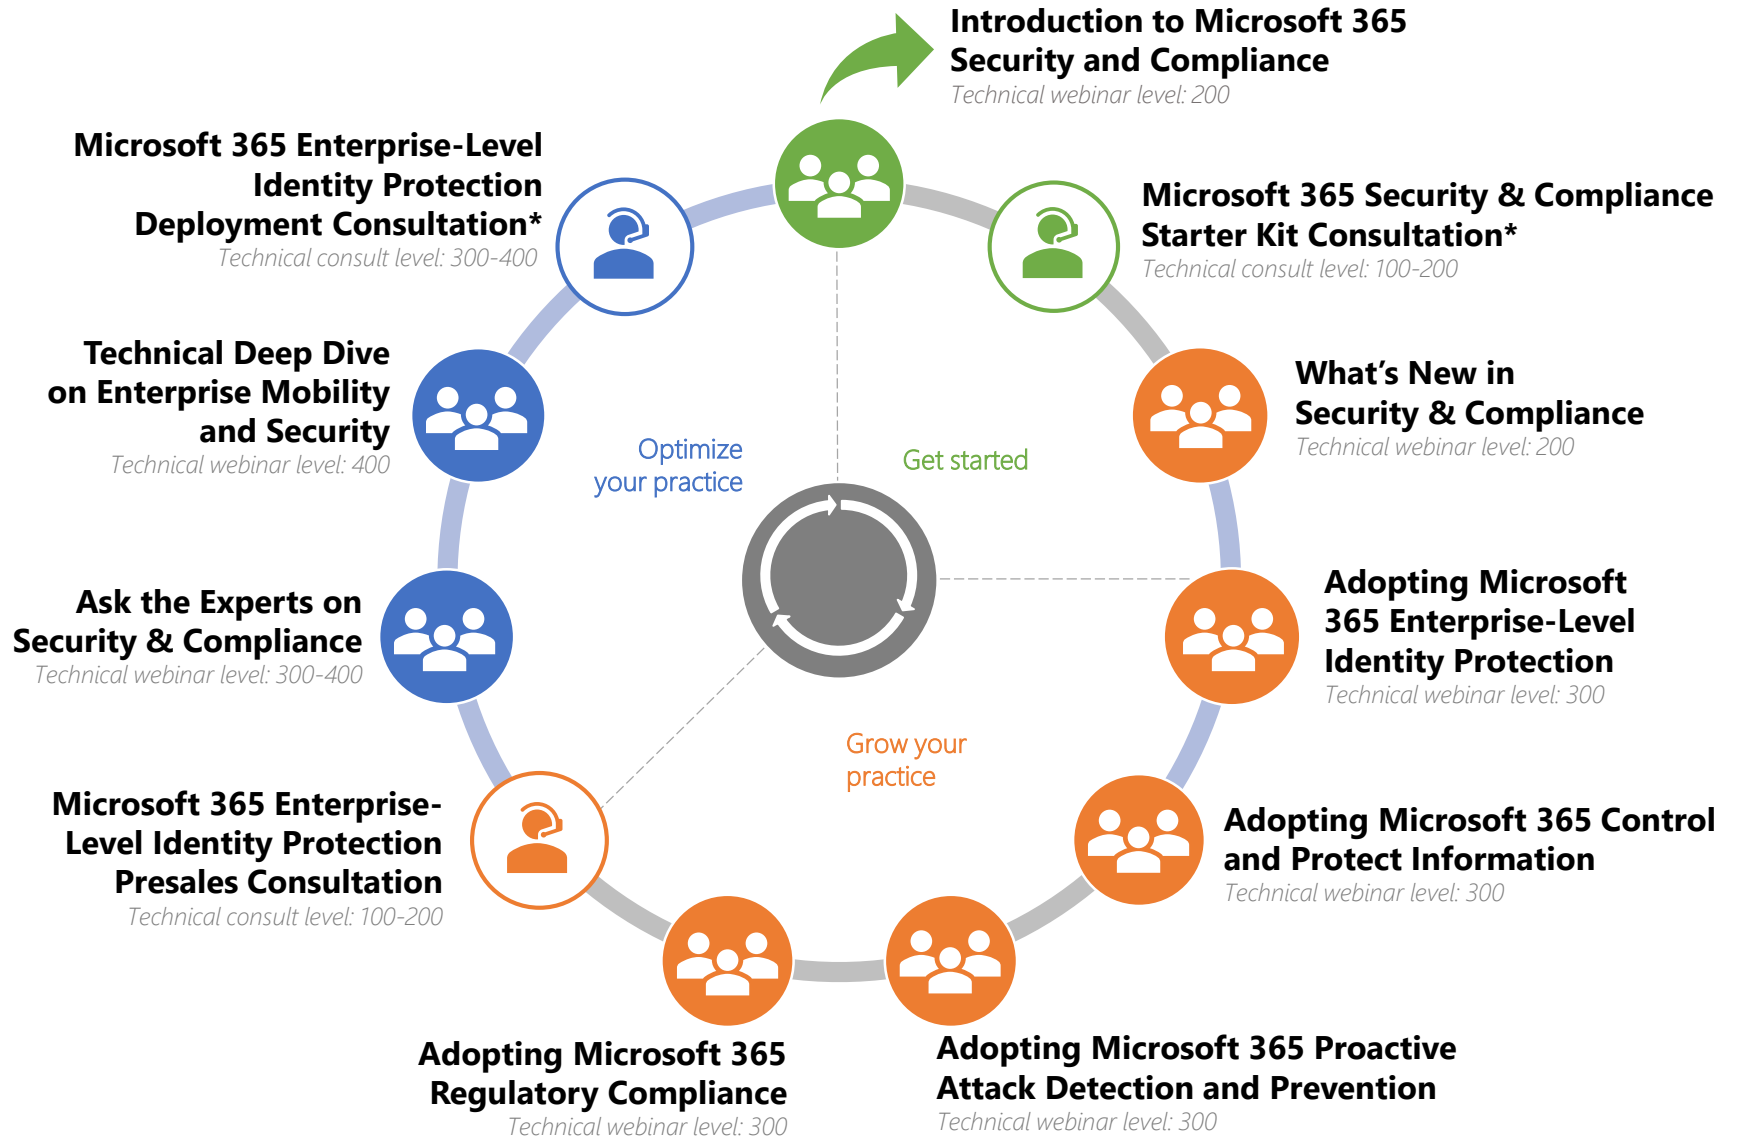 Introduction to Microsoft 365
Security and Compliance
Technical webinar level: 200
Microsoft 365 Security & Compliance
Starter Kit Consultation*
Technical consult level: 100-200
What’s New in
Security & Compliance
Technical webinar level: 200
Adopting Microsoft
365 Enterprise-Level
Identity Protection
Technical webinar level: 300
Adopting Microsoft 365 Control
and Protect Information
Technical webinar level: 300
Adopting Microsoft 365 Proactive
Attack Detection and Prevention
Technical webinar level: 300
Adopting Microsoft 365
Regulatory Compliance
Technical webinar level: 300
Microsoft 365 Enterprise-
Level Identity Protection
Presales Consultation
Technical consult level: 100-200
Ask the Experts on
Security & Compliance
Technical webinar level: 300-400
Technical Deep Dive
on Enterprise Mobility
and Security
Technical webinar level: 400
Microsoft 365 Enterprise-Level
Identity Protection
Deployment Consultation*
Technical consult level: 300-400
Optimize
your practice
Get started
Grow your
practice